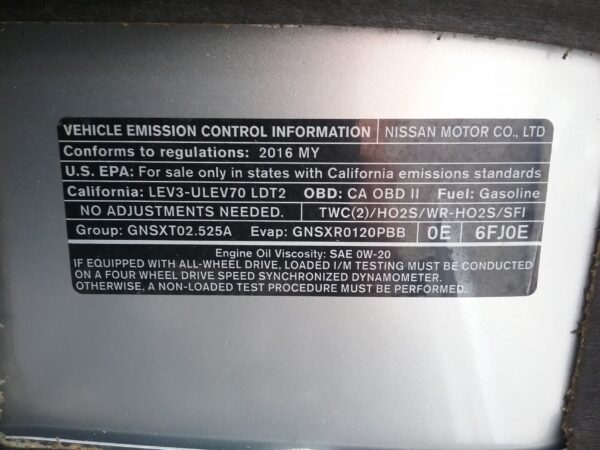 VEHICLE EMISSION CONTROL INFORMATION NISSAN MOTOR CO., LTD
Conforms to regulations: 2016 MY
U.S. EPA: For sale only in states with California emissions standards
California: LEV3-ULEV70 LDT2 OBD: CA OBD II Fuel: Gasoline
NO ADJUSTMENTS NEEDED. TWC(2)/HO2S/WR-HO2S/SFI
Group: GNSXT02.525A Evap: GNSXR0120PBB 0E 6FJ0E
Engine Oil Viscosity: SAE 0W-20
IF EQUIPPED WITH ALL-WHEEL DRIVE, LOADED I/M TESTING MUST BE CONDUCTED
ON A FOUR WHEEL DRIVE SPEED SYNCHRONIZED DYNAMOMETER.
OTHERWISE, A NON-LOADED TEST PROCEDURE MUST BE PERFORMED.